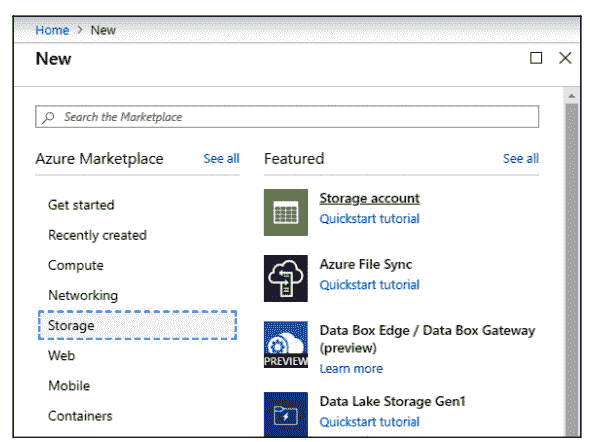 Home > New
New
Search the Marketplace
Azure Marketplace See all
Featured See all
Get started
Recently created
Compute
Networking
Storage
Web
Mobile
Containers
Storage account
Quickstart tutorial
Azure File Sync
Quickstart tutorial
PREVIEW
Data Box Edge / Data Box Gateway
(preview)
Learn more
Data Lake Storage Gen1
Quickstart tutorial